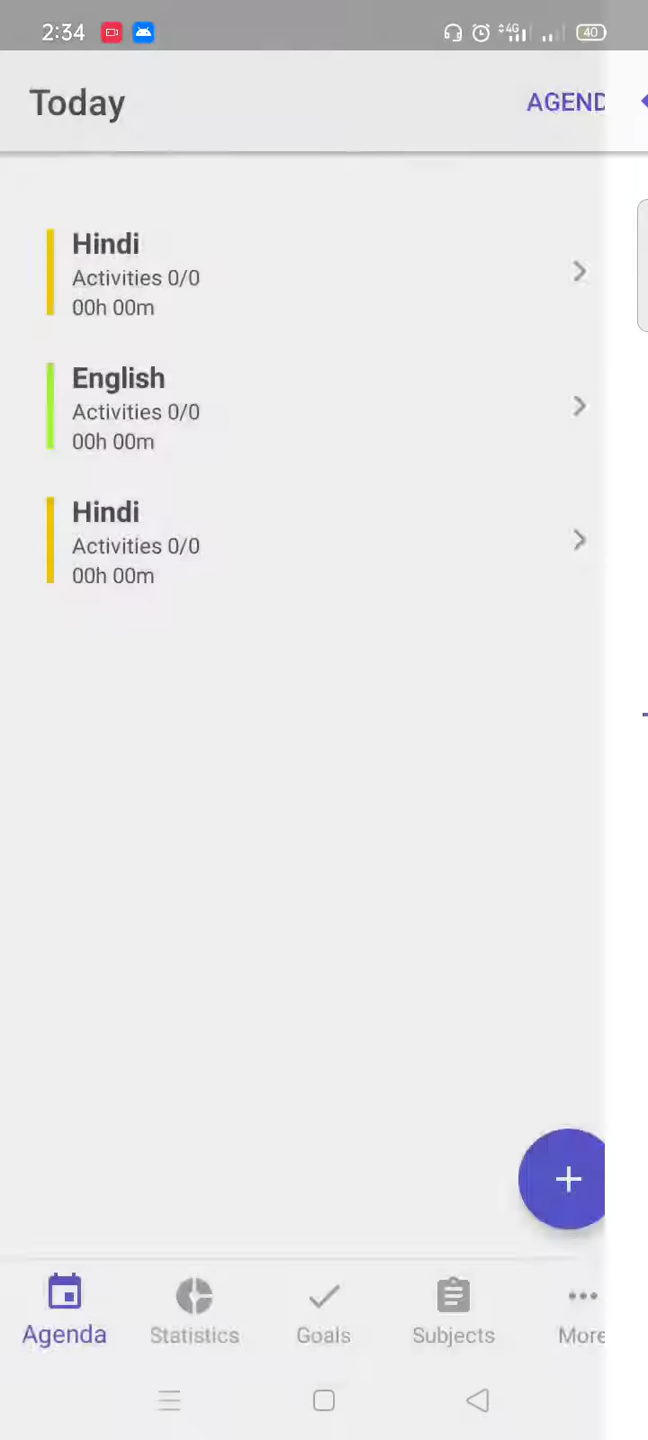 2:34 4G 40
Today AGEND
Hindi
Activities 0/0
00h 00m
English
Activities 0/0
00h 00m
Hindi
Activities 0/0
00h 00m
Agenda Statistics Goals Subjects More